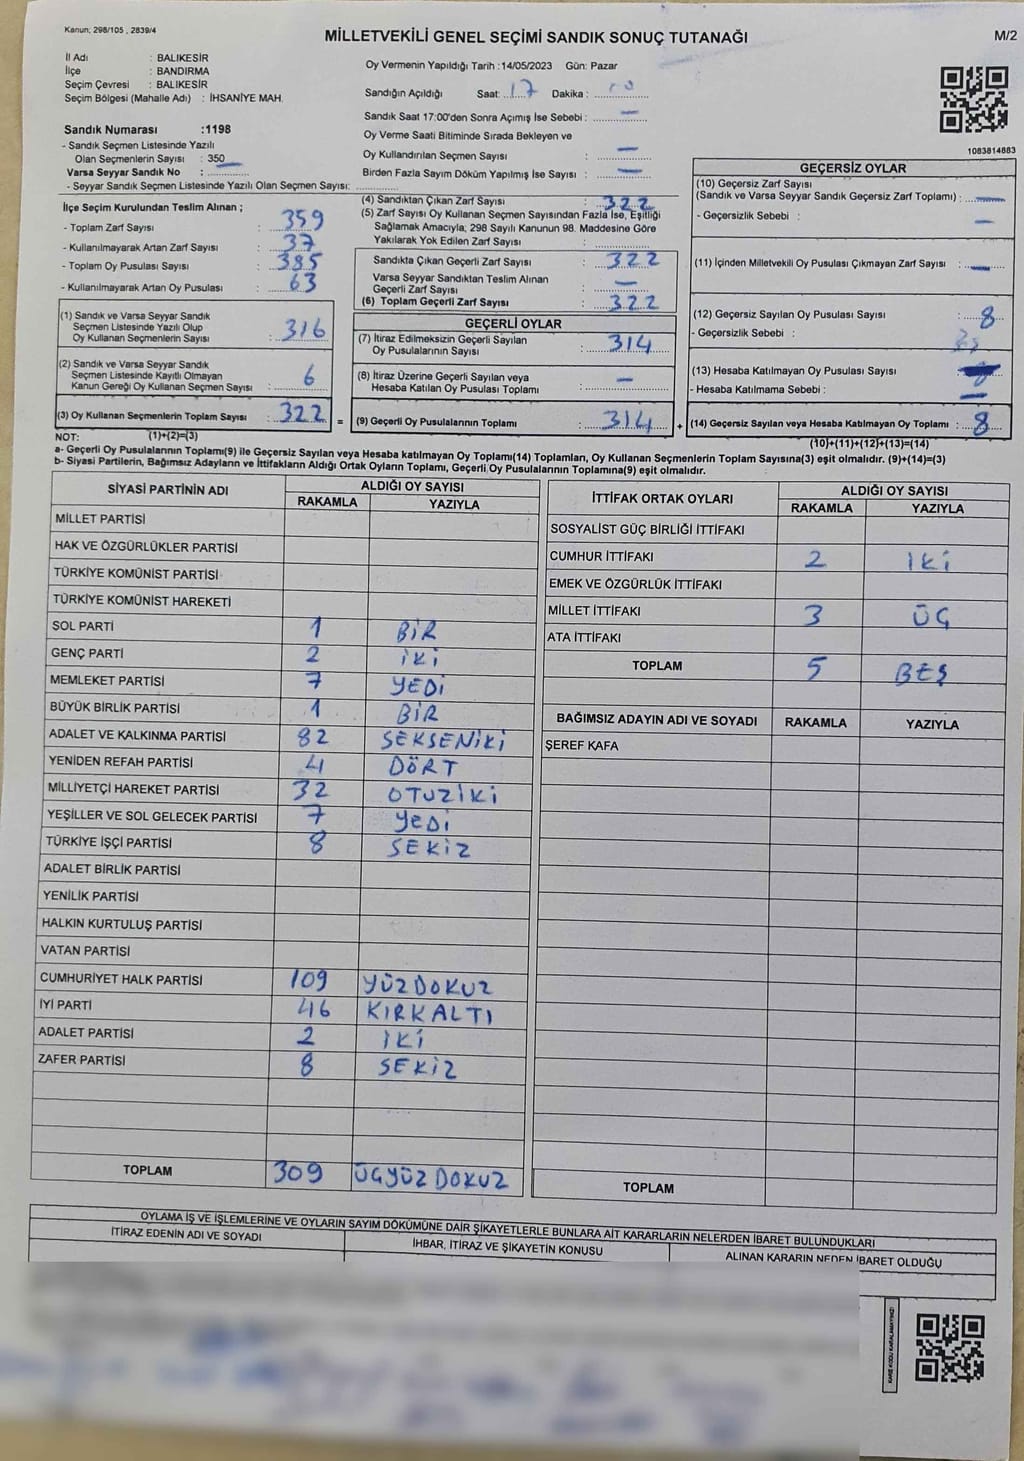 Kanun; 298/105 , 2839/4
MİLLETVEKİLİ GENEL SEÇİMİ SANDIK SONUÇ TUTANAĞI
M/2
İl Adı : BALIKESİR
İlçe : BANDIRMA
Seçim Çevresi : BALIKESİR
Seçim Bölgesi (Mahalle Adı) : İHSANİYE MAH.
Sandık Numarası :1198
- Sandık Seçmen Listesinde Yazılı
Olan Seçmenlerin Sayısı : 350
Varsa Seyyar Sandık No :
- Seyyar Sandık Seçmen Listesinde Yazılı Olan Seçmen Sayısı:
Oy Vermenin Yapıldığı Tarih :14/05/2023 Gün: Pazar
Sandığın Açıldığı Saat: 17 Dakika :
Sandık Saat 17:00'den Sonra Açımış İse Sebebi : —
Oy Verme Saati Bitiminde Sırada Bekleyen ve
Oy Kullandırılan Seçmen Sayısı : —
Birden Fazla Sayım Döküm Yapılmış İse Sayısı : —
1083814883
İlçe Seçim Kurulundan Teslim Alınan ;
- Toplam Zarf Sayısı : 359
- Kullanılmayarak Artan Zarf Sayısı : 37
- Toplam Oy Pusulası Sayısı : 385
- Kullanılmayarak Artan Oy Pusulası : 63
(1) Sandık ve Varsa Seyyar Sandık
Seçmen Listesinde Yazılı Olup
Oy Kullanan Seçmenlerin Sayısı : 316
(2) Sandık ve Varsa Seyyar Sandık
Seçmen Listesinde Kayıtlı Olmayan
Kanun Gereği Oy Kullanan Seçmen Sayısı : 6
(3) Oy Kullanan Seçmenlerin Toplam Sayısı : 322 =
(4) Sandıktan Çıkan Zarf Sayısı : 322
(5) Zarf Sayısı Oy Kullanan Seçmen Sayısından Fazla İse, Eşitliği
Sağlamak Amacıyla, 298 Sayılı Kanunun 98. Maddesine Göre
Yakılarak Yok Edilen Zarf Sayısı :
Sandıkta Çıkan Geçerli Zarf Sayısı : 322
Varsa Seyyar Sandıktan Teslim Alınan
Geçerli Zarf Sayısı : —
(6) Toplam Geçerli Zarf Sayısı : 322
GEÇERLİ OYLAR
(7) İtiraz Edilmeksizin Geçerli Sayılan
Oy Pusulalarının Sayısı : 314
(8) İtiraz Üzerine Geçerli Sayılan veya
Hesaba Katılan Oy Pusulası Toplamı : —
(9) Geçerli Oy Pusulalarının Toplamı : 314 +
GEÇERSİZ OYLAR
(10) Geçersiz Zarf Sayısı
(Sandık ve Varsa Seyyar Sandık Geçersiz Zarf Toplamı) : —
- Geçersizlik Sebebi : —
(11) İçinden Milletvekili Oy Pusulası Çıkmayan Zarf Sayısı : —
(12) Geçersiz Sayılan Oy Pusulası Sayısı : 8
- Geçersizlik Sebebi :
(13) Hesaba Katılmayan Oy Pusulası Sayısı :
- Hesaba Katılmama Sebebi : —
(14) Geçersiz Sayılan veya Hesaba Katılmayan Oy Toplamı : 8
NOT: (1)+(2)=(3)
(10)+(11)+(12)+(13)=(14)
a- Geçerli Oy Pusulalarının Toplamı(9) ile Geçersiz Sayılan veya Hesaba katılmayan Oy Toplamı(14) Toplamları, Oy Kullanan Seçmenlerin Toplam Sayısına(3) eşit olmalıdır. (9)+(14)=(3)
b- Siyasi Partilerin, Bağımsız Adayların ve İttifakların Aldığı Ortak Oyların Toplamı, Geçerli Oy Pusulalarının Toplamına(9) eşit olmalıdır.
SİYASİ PARTİNİN ADI ALDIĞI OY SAYISI
RAKAMLA YAZIYLA
MİLLET PARTİSİ
HAK VE ÖZGÜRLÜKLER PARTİSİ
TÜRKİYE KOMÜNİST PARTİSİ
TÜRKİYE KOMÜNİST HAREKETİ
SOL PARTİ 1 BİR
GENÇ PARTİ 2 İKİ
MEMLEKET PARTİSİ 7 YEDİ
BÜYÜK BİRLİK PARTİSİ 1 BİR
ADALET VE KALKINMA PARTİSİ 82 SEKSENİKİ
YENİDEN REFAH PARTİSİ 4 DÖRT
MİLLİYETÇİ HAREKET PARTİSİ 32 OTUZİKİ
YEŞİLLER VE SOL GELECEK PARTİSİ 7 YEDİ
TÜRKİYE İŞÇİ PARTİSİ 8 SEKİZ
ADALET BİRLİK PARTİSİ
YENİLİK PARTİSİ
HALKIN KURTULUŞ PARTİSİ
VATAN PARTİSİ
CUMHURİYET HALK PARTİSİ 109 YÜZDOKUZ
İYİ PARTİ 46 KIRKALTI
ADALET PARTİSİ 2 İKİ
ZAFER PARTİSİ 8 SEKİZ
TOPLAM 309 ÜÇYÜZDOKUZ
İTTİFAK ORTAK OYLARI ALDIĞI OY SAYISI
RAKAMLA YAZIYLA
SOSYALİST GÜÇ BİRLİĞİ İTTİFAKI
CUMHUR İTTİFAKI 2 İKİ
EMEK VE ÖZGÜRLÜK İTTİFAKI
MİLLET İTTİFAKI 3 ÜÇ
ATA İTTİFAKI
TOPLAM 5 BEŞ
BAĞIMSIZ ADAYIN ADI VE SOYADI RAKAMLA YAZIYLA
ŞEREF KAFA
TOPLAM
OYLAMA İŞ VE İŞLEMLERİNE VE OYLARIN SAYIM DÖKÜMÜNE DAİR ŞİKAYETLERLE BUNLARA AİT KARARLARIN NELERDEN İBARET BULUNDUKLARI
İTİRAZ EDENİN ADI VE SOYADI İHBAR, İTİRAZ VE ŞİKAYETİN KONUSU ALINAN KARARIN NEDEN İBARET OLDUĞU
KARE KODU KARALAMAYINIZ!